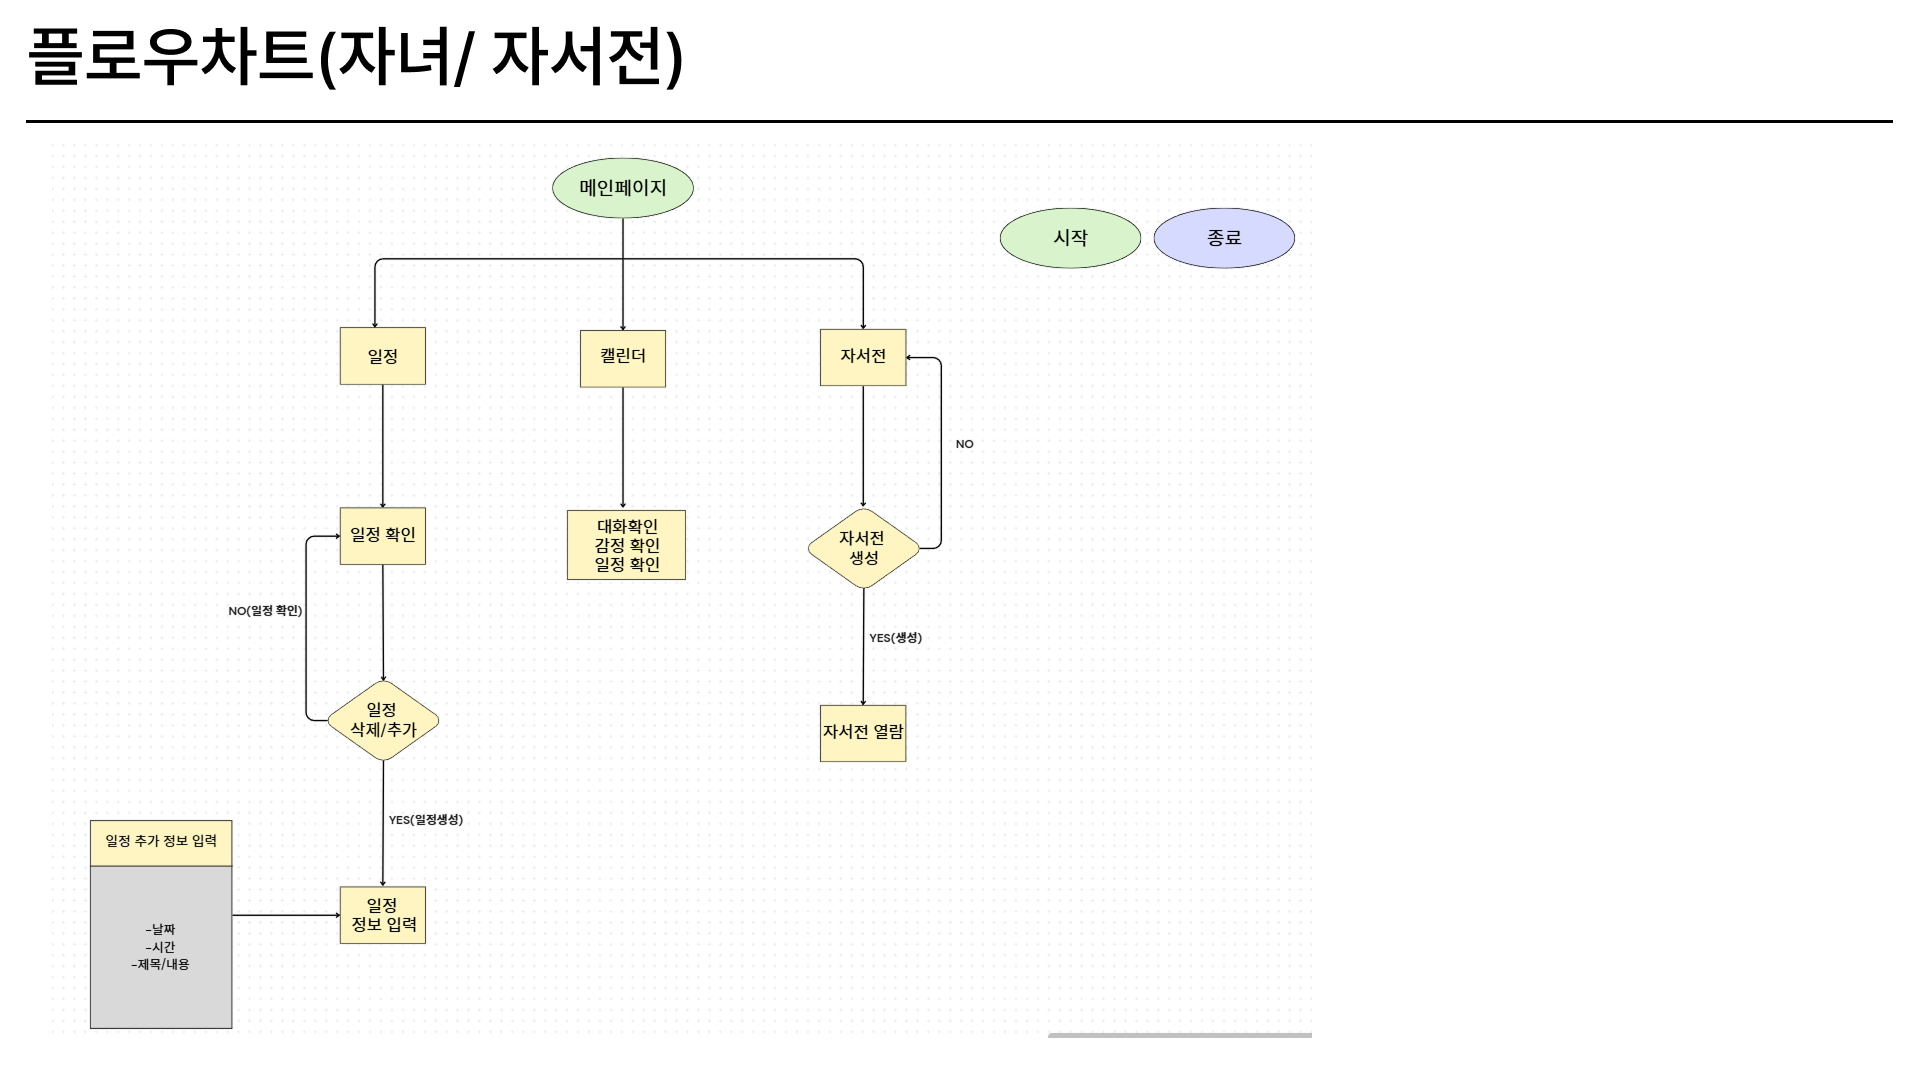 플로우차트(자녀/ 자서전)
메인페이지
시작
종료
일정
캘린더
자서전
NO
일정 확인
대화확인
감정 확인
일정 확인
자서전
생성
NO(일정 확인)
YES(생성)
일정
삭제/추가
자서전 열람
YES(일정생성)
일정 추가 정보 입력
일정
정보 입력
-날짜
-시간
-제목/내용